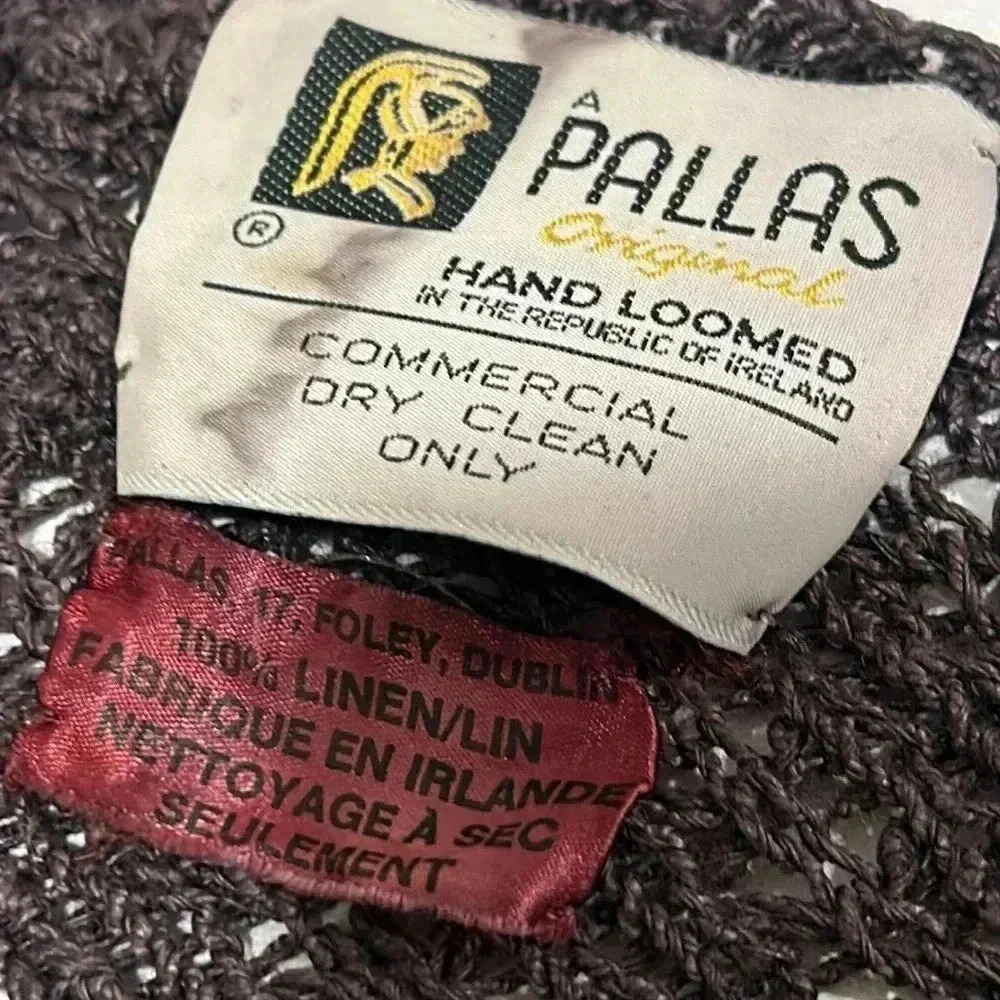 A
PALLAS
Original
®
HAND LOOMED
IN THE REPUBLIC OF IRELAND
COMMERCIAL
DRY CLEAN
ONLY
PALLAS, 17, FOLEY, DUBLIN
100% LINEN/LIN
FABRIQUE EN IRLANDE
NETTOYAGE À SEC
SEULEMENT